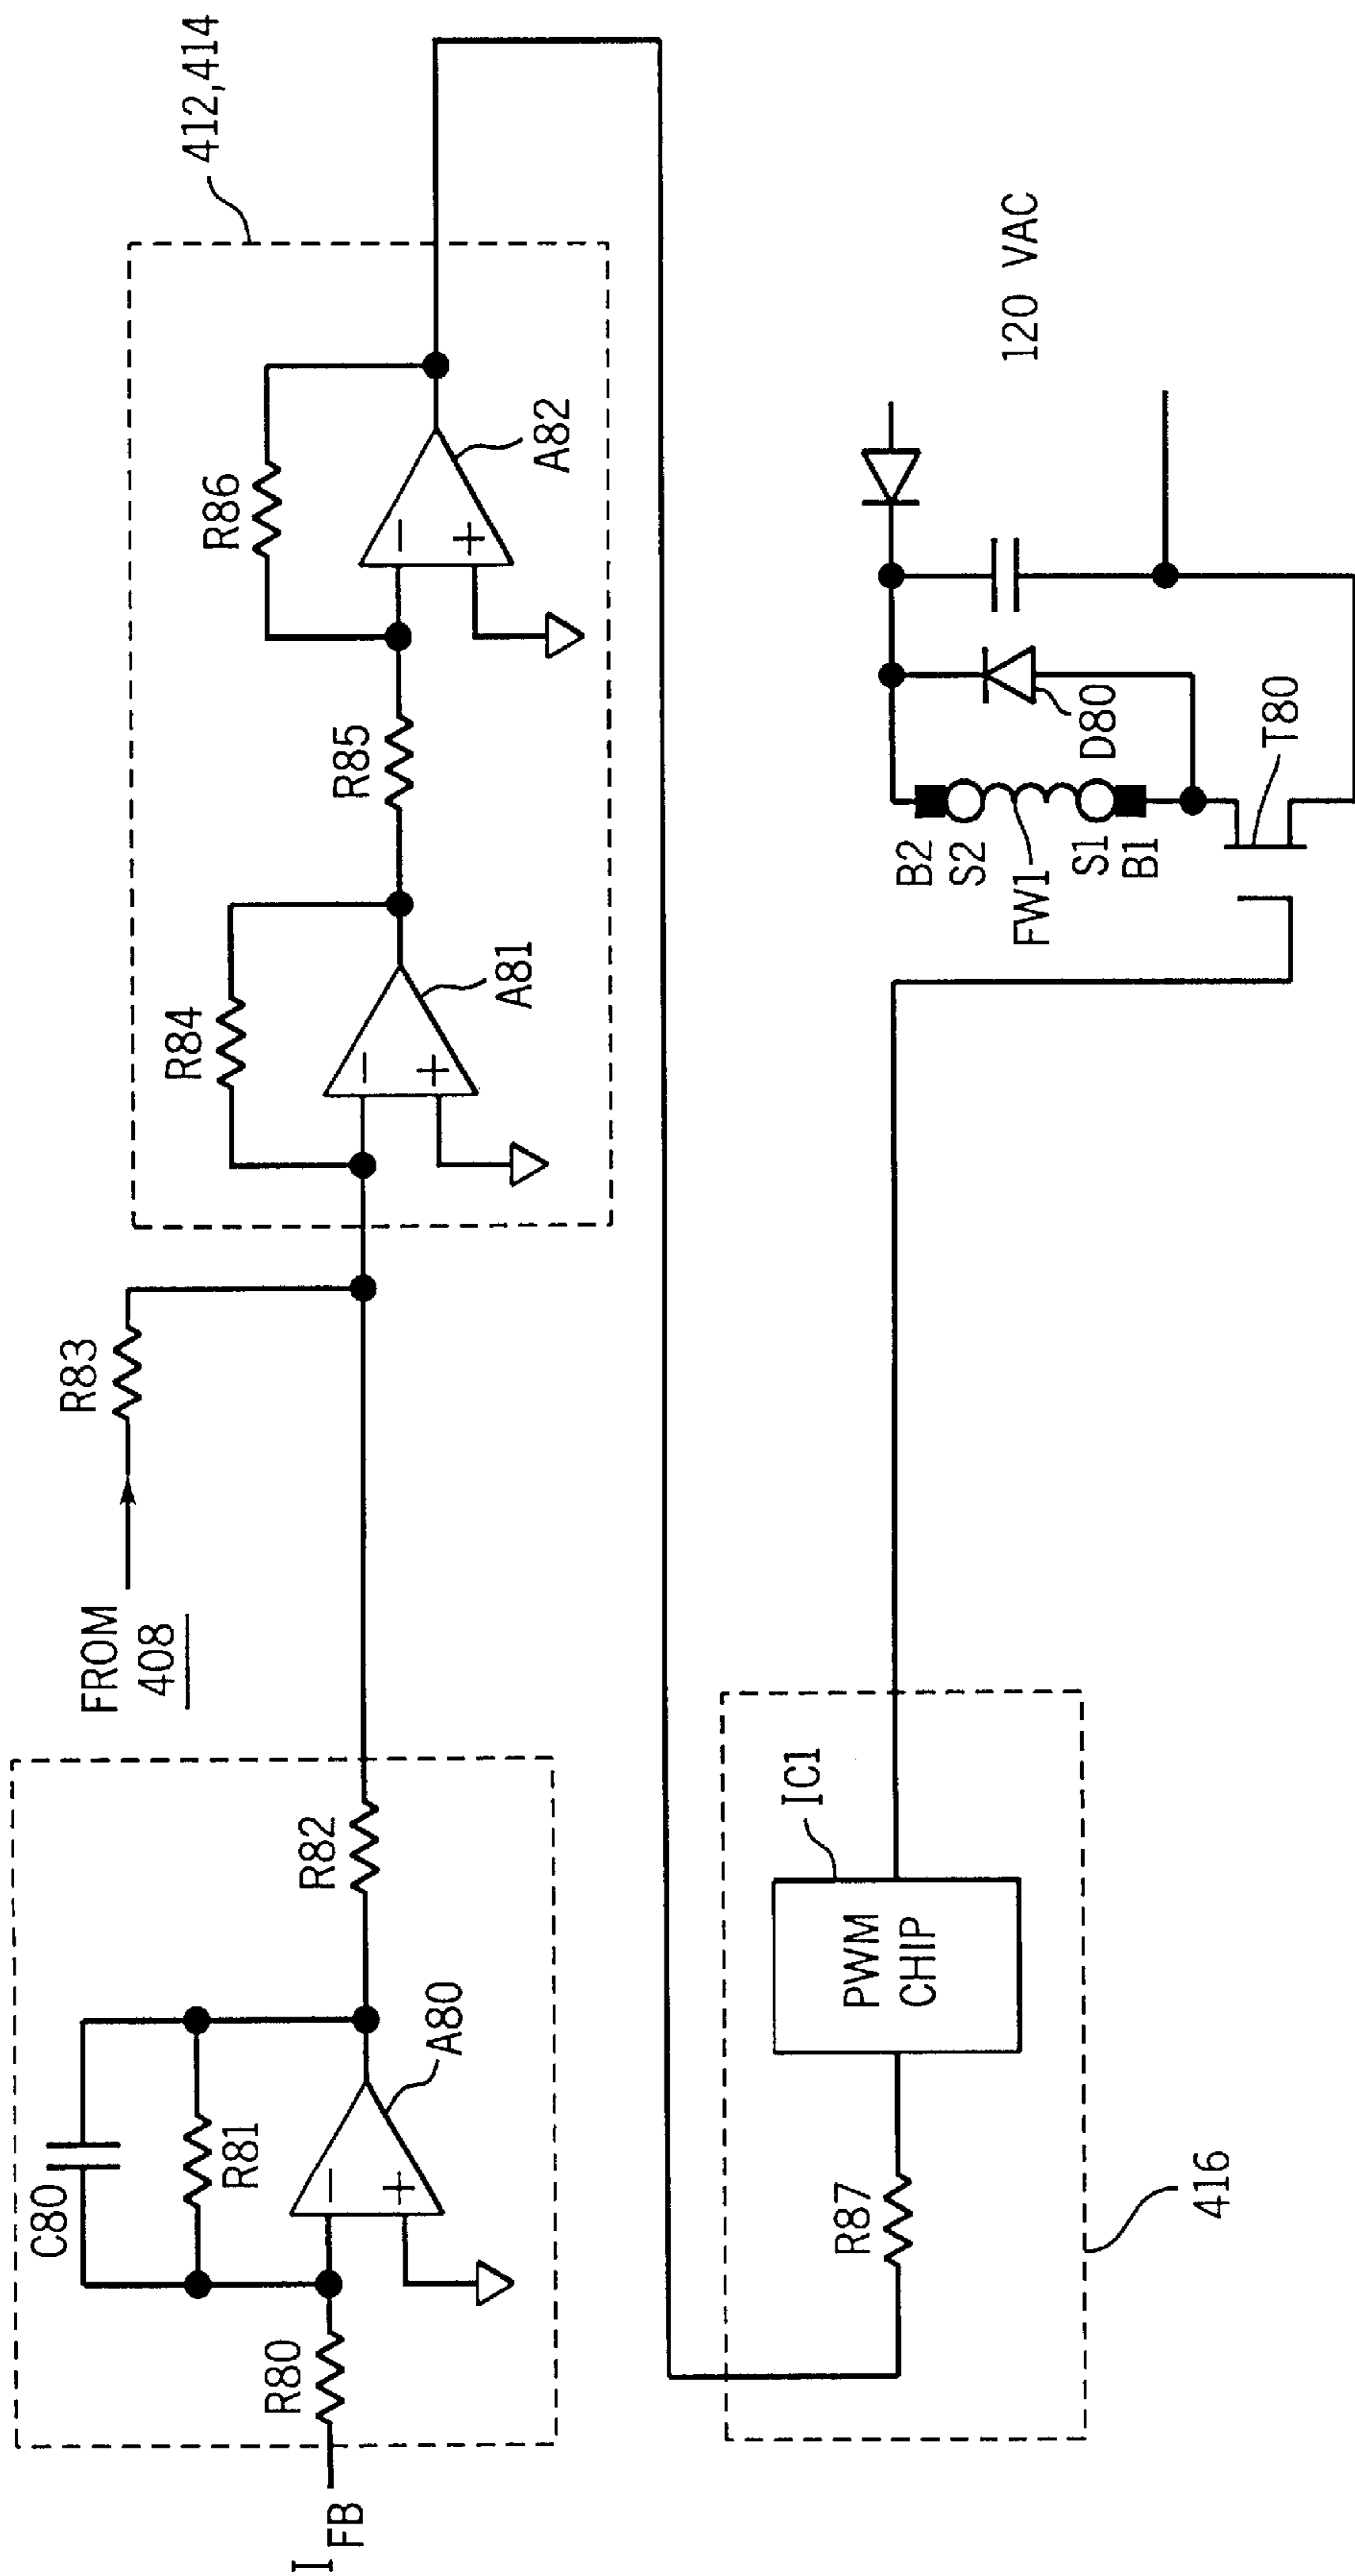 I FB
R80
C80
R81
A80
R82
FROM
408
R83
R84
A81
R85
R86
A82
412,414
R87
PWM
CHIP
IC1
416
B2
S2
FW1
S1
B1
D80
T80
120 VAC